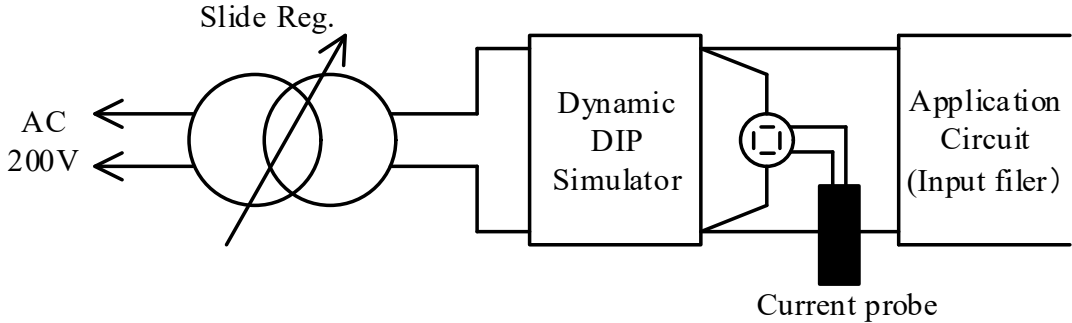 Slide Reg.
AC
200V
Dynamic
DIP
Simulator
Application
Circuit
(Input filer）
Current probe